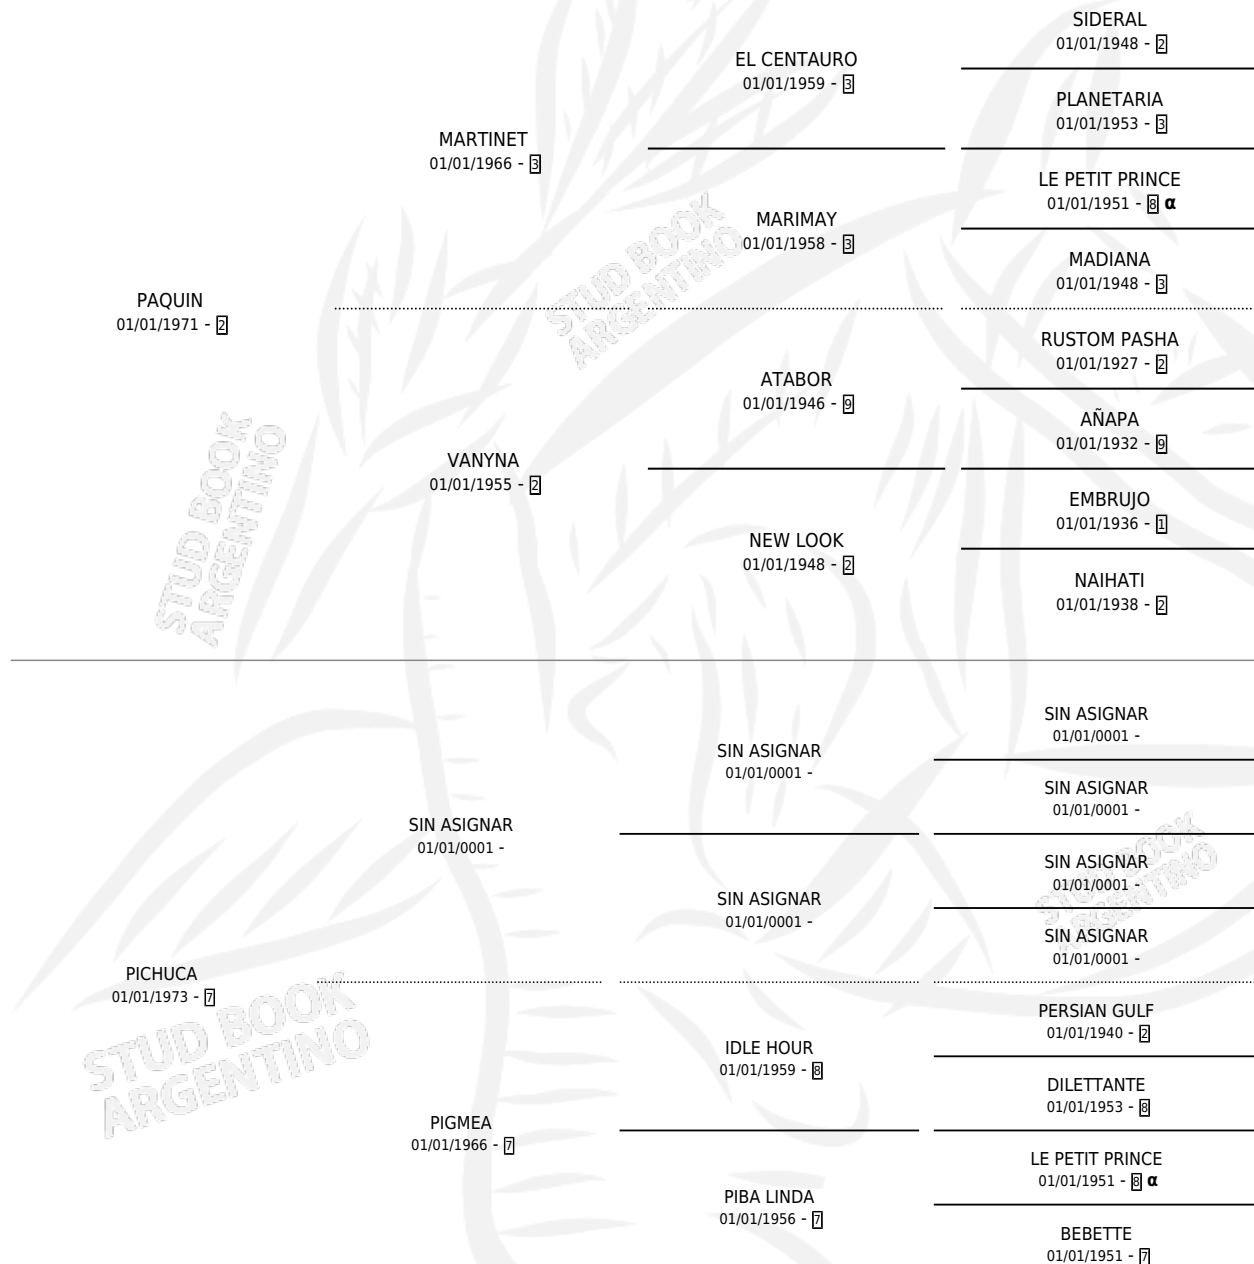 SIDERAL
01/01/1948 - 2
EL CENTAURO
01/01/1959 - 3
PLANETARIA
01/01/1953 - 3
MARTINET
01/01/1966 - 3
LE PETIT PRINCE
01/01/1951 - 8 α
MARIMAY
01/01/1958 - 3
MADIANA
01/01/1948 - 3
PAQUIN
01/01/1971 - 2
RUSTOM PASHA
01/01/1927 - 2
ATABOR
01/01/1946 - 9
AÑAPA
01/01/1932 - 9
VANYNA
01/01/1955 - 2
EMBRUJO
01/01/1936 - 1
NEW LOOK
01/01/1948 - 2
NAIHATI
01/01/1938 - 2
STUD BOOK
ARGENTINO
STUD BOOK
ARGENTINO
SIN ASIGNAR
01/01/0001 -
SIN ASIGNAR
01/01/0001 -
SIN ASIGNAR
01/01/0001 -
SIN ASIGNAR
01/01/0001 -
SIN ASIGNAR
01/01/0001 -
SIN ASIGNAR
01/01/0001 -
SIN ASIGNAR
01/01/0001 -
STUD BOOK
ARGENTINO
PICHUCA
01/01/1973 - 7
PERSIAN GULF
01/01/1940 - 2
IDLE HOUR
01/01/1959 - 8
DILETTANTE
01/01/1953 - 8
PIGMEA
01/01/1966 - 7
LE PETIT PRINCE
01/01/1951 - 8 α
PIBA LINDA
01/01/1956 - 7
BEBETTE
01/01/1951 - 7
STUD BOOK
ARGENTINO